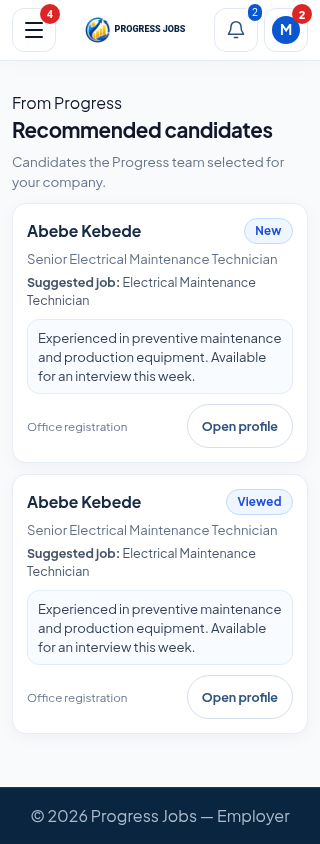 4
PROGRESS JOBS
2
M
2
From Progress
Recommended candidates
Candidates the Progress team selected for
your company.
Abebe Kebede
New
Senior Electrical Maintenance Technician
Suggested job: Electrical Maintenance
Technician
Experienced in preventive maintenance
and production equipment. Available
for an interview this week.
Office registration
Open profile
Abebe Kebede
Viewed
Senior Electrical Maintenance Technician
Suggested job: Electrical Maintenance
Technician
Experienced in preventive maintenance
and production equipment. Available
for an interview this week.
Office registration
Open profile
© 2026 Progress Jobs — Employer